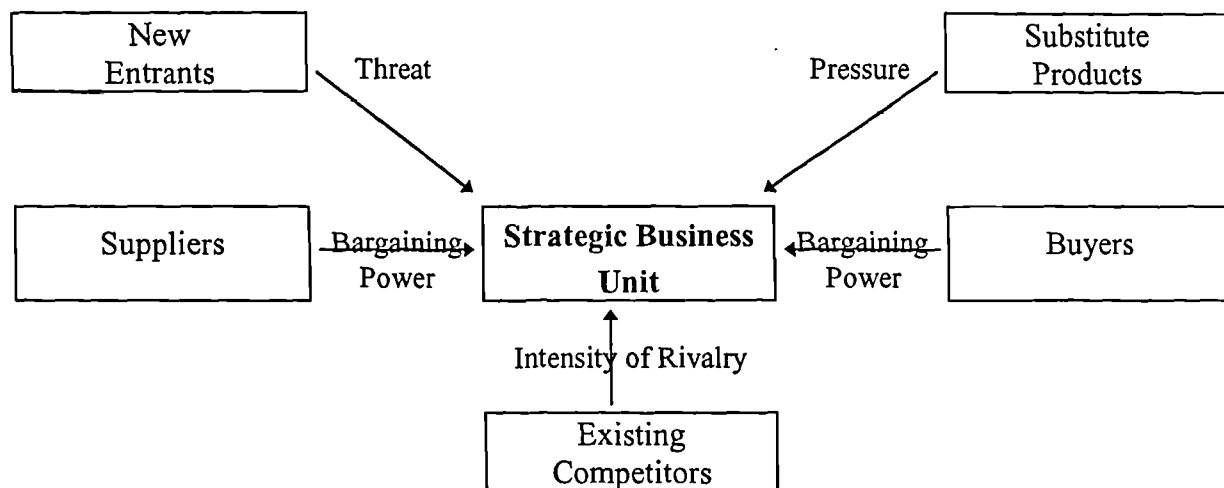 New
Entrants
Threat
Pressure
Substitute
Products
Suppliers
Bargaining
Power
Strategic Business
Unit
Bargaining
Power
Buyers
Intensity of Rivalry
Existing
Competitors